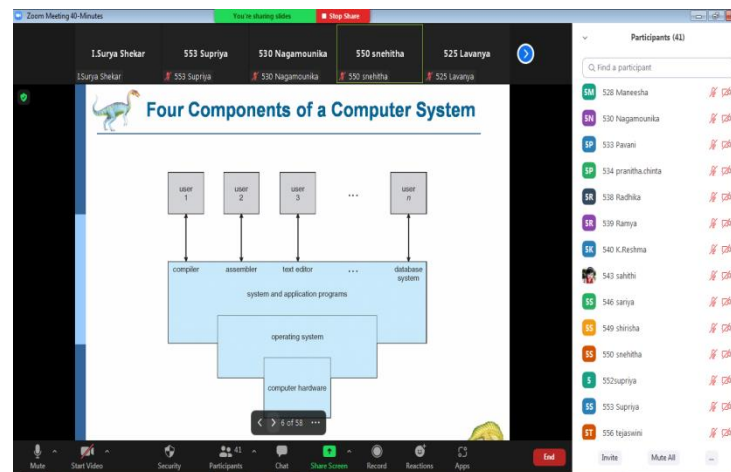 Zoom Meeting 40-Minutes
You're sharing slides
Stop Share
I.Surya Shekar
553 Supriya
530 Nagamounika
550 snehitha
525 Lavanya
I.Surya Shekar
553 Supriya
530 Nagamounika
550 snehitha
525 Lavanya
Four Components of a Computer System
user 1
user 2
user 3
...
user n
compiler
assembler
text editor
...
database system
system and application programs
operating system
computer hardware
6 of 58
Mute
Start Video
Security
41
Participants
Chat
Share Screen
Record
Reactions
Apps
End
Participants (41)
Find a participant
SM 528 Maneesha
SN 530 Nagamounika
SP 533 Pavani
SP 534 pranitha.chinta
SR 538 Radhika
SR 539 Ramya
SK 540 K.Reshma
543 sahithi
SS 546 sariya
SS 549 shirisha
SS 550 snehitha
S 552supriya
SS 553 Supriya
ST 556 tejaswini
Invite
Mute All
...